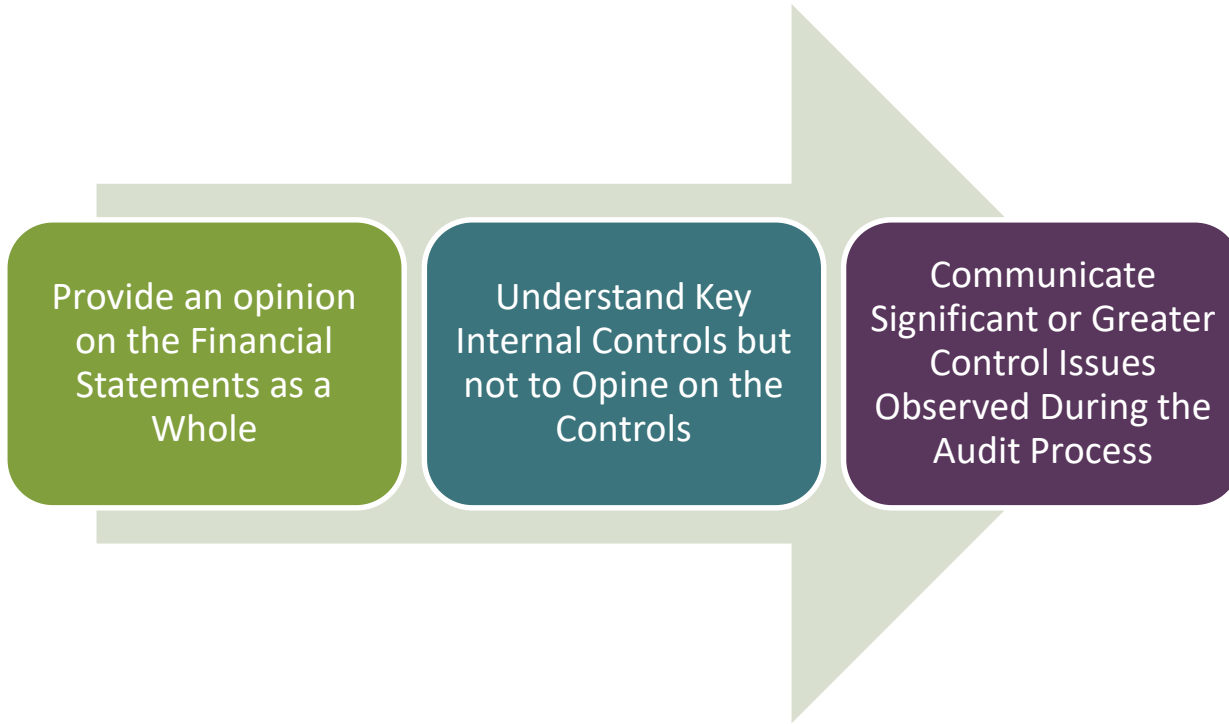 Provide an opinion
on the Financial
Statements as a
Whole
Understand Key
Internal Controls but
not to Opine on the
Controls
Communicate
Significant or Greater
Control Issues
Observed During the
Audit Process